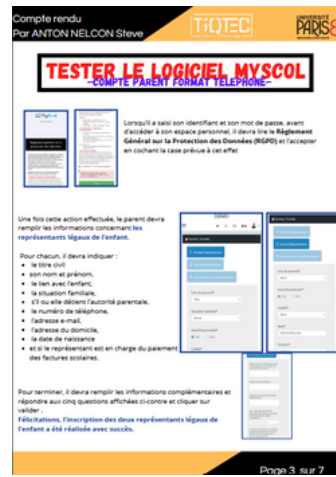 Compte rendu
Par ANTON NELCON Steve
TIQTEC
UNIVERSITÉ
PARIS 8
TESTER LE LOGICIEL MYSCOL
-COMPTE PARENT FORMAT TELEPHONE-
Lorsqu'il a saisi son identifiant et son mot de passe, avant
d'accéder à son espace personnel, il devra lire le Règlement
Général sur la Protection des Données (RGPD) et l'accepter
en cochant la case prévue à cet effet
Une fois cette action effectuée, le parent devra
remplir les informations concernant les
représentants légaux de l'enfant.
Pour chacun, il devra indiquer :
• le titre civil
• son nom et prénom,
• le lien avec l'enfant,
• la situation familiale,
• s'il ou elle détient l'autorité parentale,
• le numéro de téléphone,
• l'adresse e-mail,
• l'adresse du domicile,
• la date de naissance
• et si le représentant est en charge du paiement
des factures scolaires.
DEMO
Pour terminer, il devra remplir les informations complémentaires et
répondre aux cinq questions affichées ci-contre et cliquer sur
valider .
Félicitations, l'inscription des deux représentants légaux de
l'enfant a été réalisée avec succès.
Page 3 sur 7